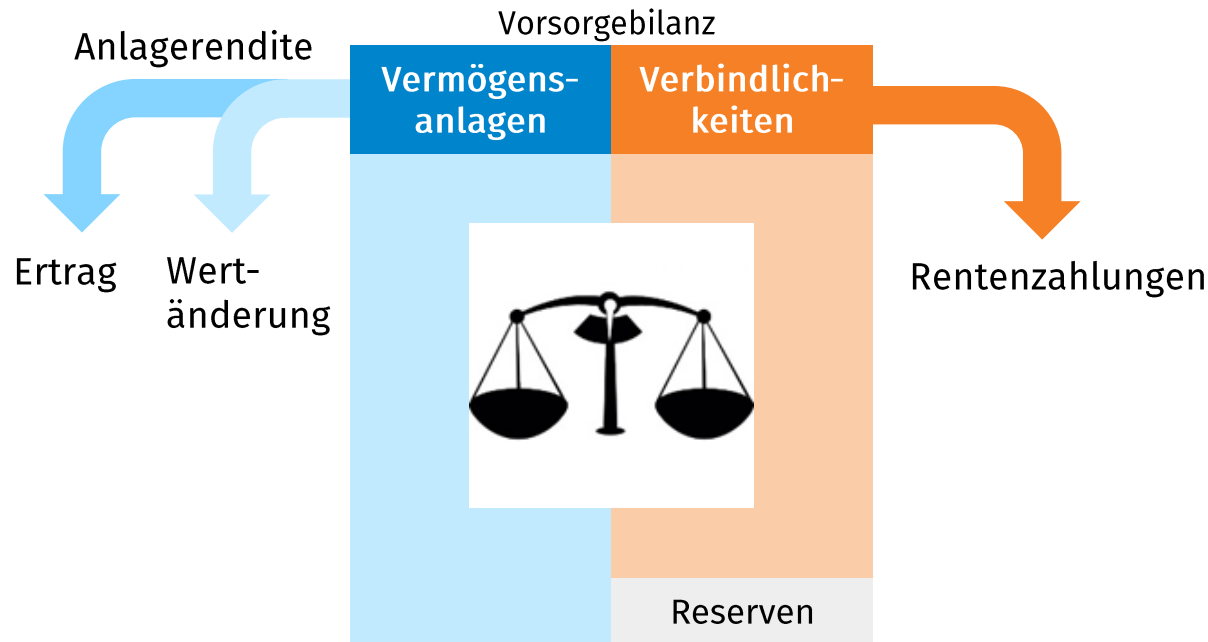 Vorsorgebilanz
Anlagerendite
Vermögens-
anlagen
Verbindlich-
keiten
Ertrag
Wert-
änderung
Rentenzahlungen
Reserven